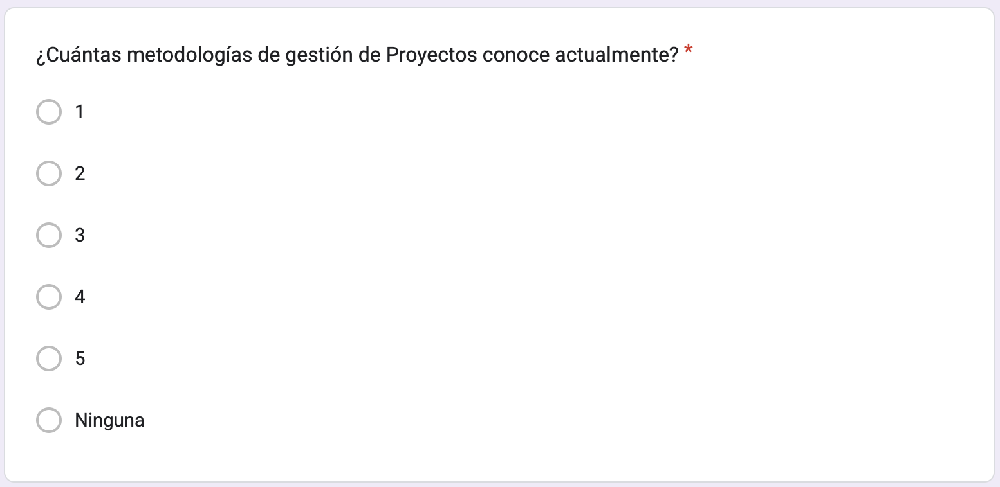 ¿Cuántas metodologías de gestión de Proyectos conoce actualmente? *
1
2
3
4
5
Ninguna